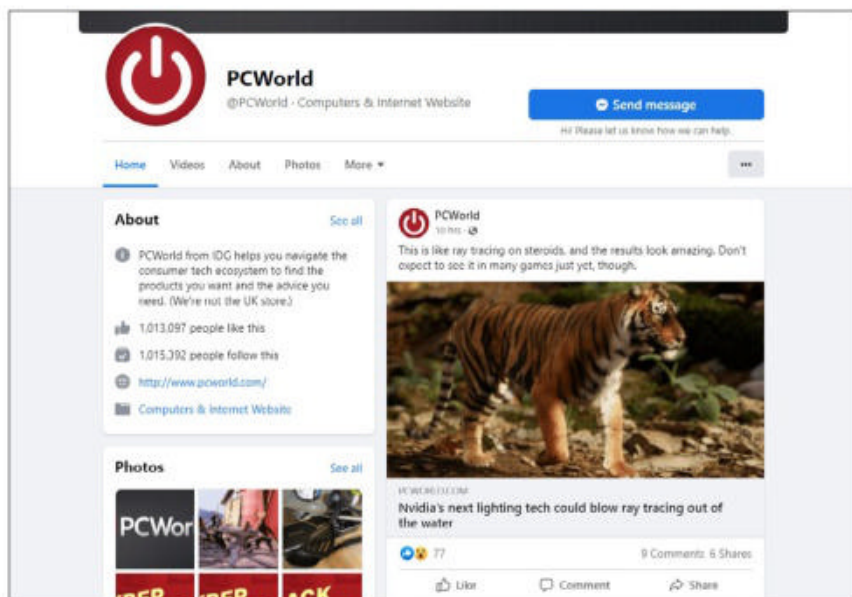 PCWorld
@PCWorld · Computers & Internet Website
Send message
Hi! Please let us know how we can help.
Home Videos About Photos More
About See all
PCWorld from IDG helps you navigate the
consumer tech ecosystem to find the
products you want and the advice you
need. (We're not the UK store.)
1,013,097 people like this
1,015,392 people follow this
http://www.pcworld.com/
Computers & Internet Website
Photos See all
PCWor
PCWorld
10 hrs ·
This is like ray tracing on steroids, and the results look amazing. Don't
expect to see it in many games just yet, though.
PCWORLD.COM
Nvidia's next lighting tech could blow ray tracing out of
the water
77 9 Comments 6 Shares
Like Comment Share